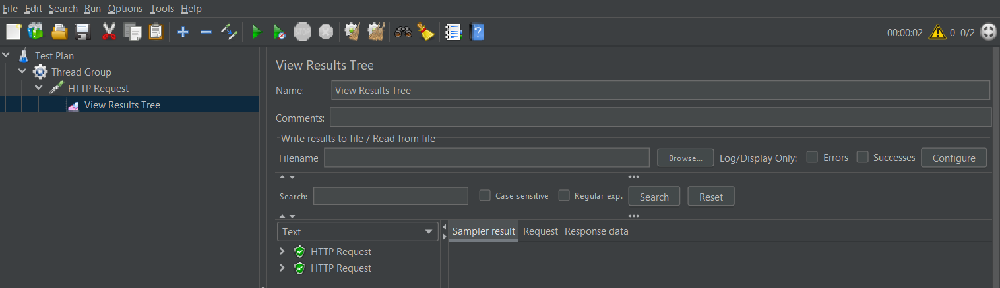 File Edit Search Run Options Tools Help
STOP 00:00:02 0 0/2
Test Plan
Thread Group
HTTP Request
View Results Tree
View Results Tree
Name: View Results Tree
Comments:
Write results to file / Read from file
Filename Browse... Log/Display Only: Errors Successes Configure
Search: Case sensitive Regular exp. Search Reset
Text Sampler result Request Response data
HTTP Request
HTTP Request